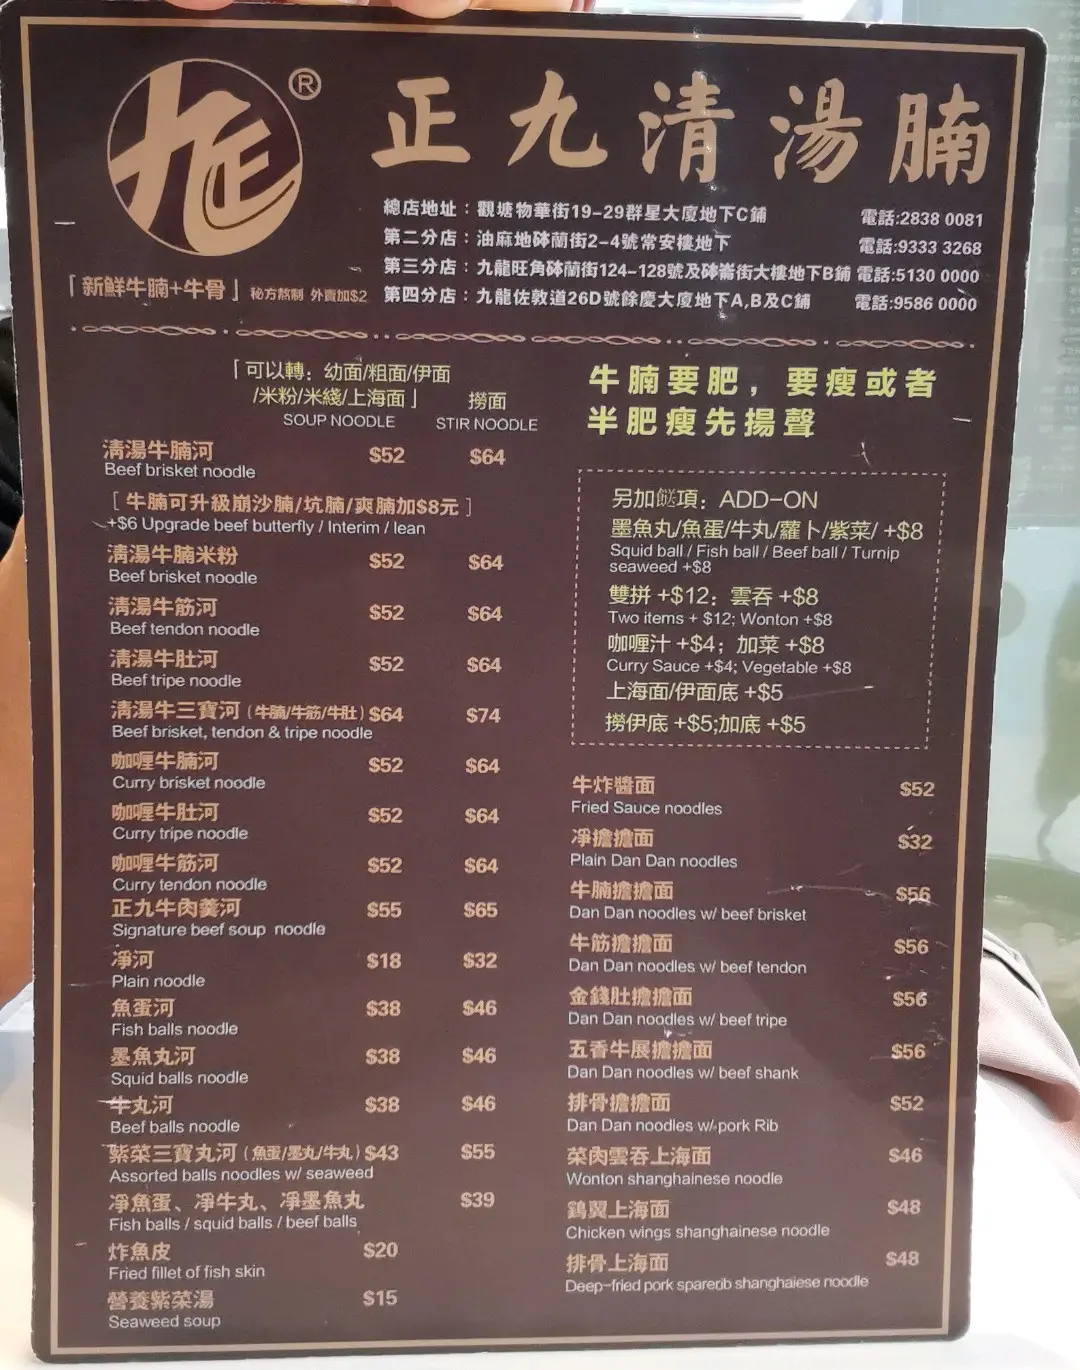 九正 ®
正九清湯腩
總店地址：觀塘物華街19-29群星大廈地下C鋪 電話:2838 0081
第二分店：油麻地砵蘭街2-4號常安樓地下 電話:9333 3268
第三分店：九龍旺角砵蘭街124-128號及砵崙街大樓地下B鋪 電話:5130 0000
第四分店：九龍佐敦道26D號餘慶大廈地下A,B及C鋪 電話:9586 0000
「新鮮牛腩+牛骨」秘方熬制 外賣加$2
「可以轉：幼面/粗面/伊面
/米粉/米綫/上海面」 撈面
SOUP NOODLE STIR NOODLE
清湯牛腩河 $52 $64
Beef brisket noodle
[ 牛腩可升級崩沙腩/坑腩/爽腩加$8元 ]
+$6 Upgrade beef butterfly / Interim / lean
清湯牛腩米粉 $52 $64
Beef brisket noodle
清湯牛筋河 $52 $64
Beef tendon noodle
清湯牛肚河 $52 $64
Beef tripe noodle
清湯牛三寶河（牛腩/牛筋/牛肚）$64 $74
Beef brisket, tendon & tripe noodle
咖喱牛腩河 $52 $64
Curry brisket noodle
咖喱牛肚河 $52 $64
Curry tripe noodle
咖喱牛筋河 $52 $64
Curry tendon noodle
正九牛肉羹河 $55 $65
Signature beef soup noodle
凈河 $18 $32
Plain noodle
魚蛋河 $38 $46
Fish balls noodle
墨魚丸河 $38 $46
Squid balls noodle
牛丸河 $38 $46
Beef balls noodle
紫菜三寶丸河（魚蛋/墨丸/牛丸）$43 $55
Assorted balls noodles w/ seaweed
凈魚蛋、凈牛丸、凈墨魚丸 $39
Fish balls / squid balls / beef balls
炸魚皮 $20
Fried fillet of fish skin
營養紫菜湯 $15
Seaweed soup
牛腩要肥，要瘦或者
半肥瘦先揚聲
另加餸項：ADD-ON
墨魚丸/魚蛋/牛丸/蘿卜/紫菜/ +$8
Squid ball / Fish ball / Beef ball / Turnip
seaweed +$8
雙拼 +$12；雲吞 +$8
Two items + $12; Wonton +$8
咖喱汁 +$4；加菜 +$8
Curry Sauce +$4; Vegetable +$8
上海面/伊面底 +$5
撈伊底 +$5;加底 +$5
牛炸醬面 $52
Fried Sauce noodles
凈擔擔面 $32
Plain Dan Dan noodles
牛腩擔擔面 $56
Dan Dan noodles w/ beef brisket
牛筋擔擔面 $56
Dan Dan noodles w/ beef tendon
金錢肚擔擔面 $56
Dan Dan noodles w/ beef tripe
五香牛展擔擔面 $56
Dan Dan noodles w/ beef shank
排骨擔擔面 $52
Dan Dan noodles w/ pork Rib
菜肉雲吞上海面 $46
Wonton shanghainese noodle
鷄翼上海面 $48
Chicken wings shanghainese noodle
排骨上海面 $48
Deep-fried pork sparerib shanghaiese noodle